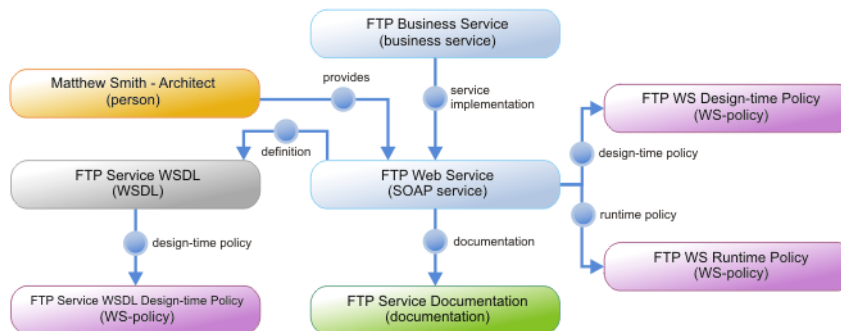 FTP Business Service
(business service)
Matthew Smith - Architect
(person)
provides
service
implementation
FTP WS Design-time Policy
(WS-policy)
definition
design-time policy
FTP Service WSDL
(WSDL)
FTP Web Service
(SOAP service)
runtime policy
design-time policy
documentation
FTP WS Runtime Policy
(WS-policy)
FTP Service WSDL Design-time Policy
(WS-policy)
FTP Service Documentation
(documentation)